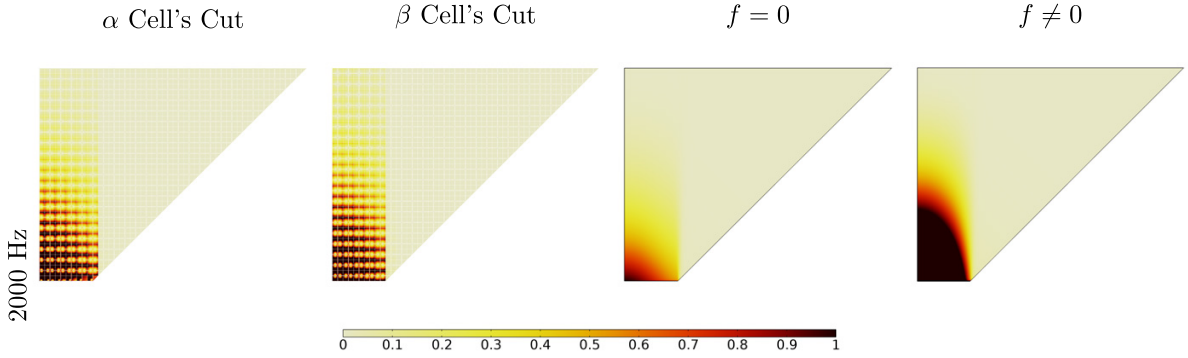 α Cell's Cut
β Cell's Cut
f = 0
f ≠ 0
2000 Hz
0 0.1 0.2 0.3 0.4 0.5 0.6 0.7 0.8 0.9 1